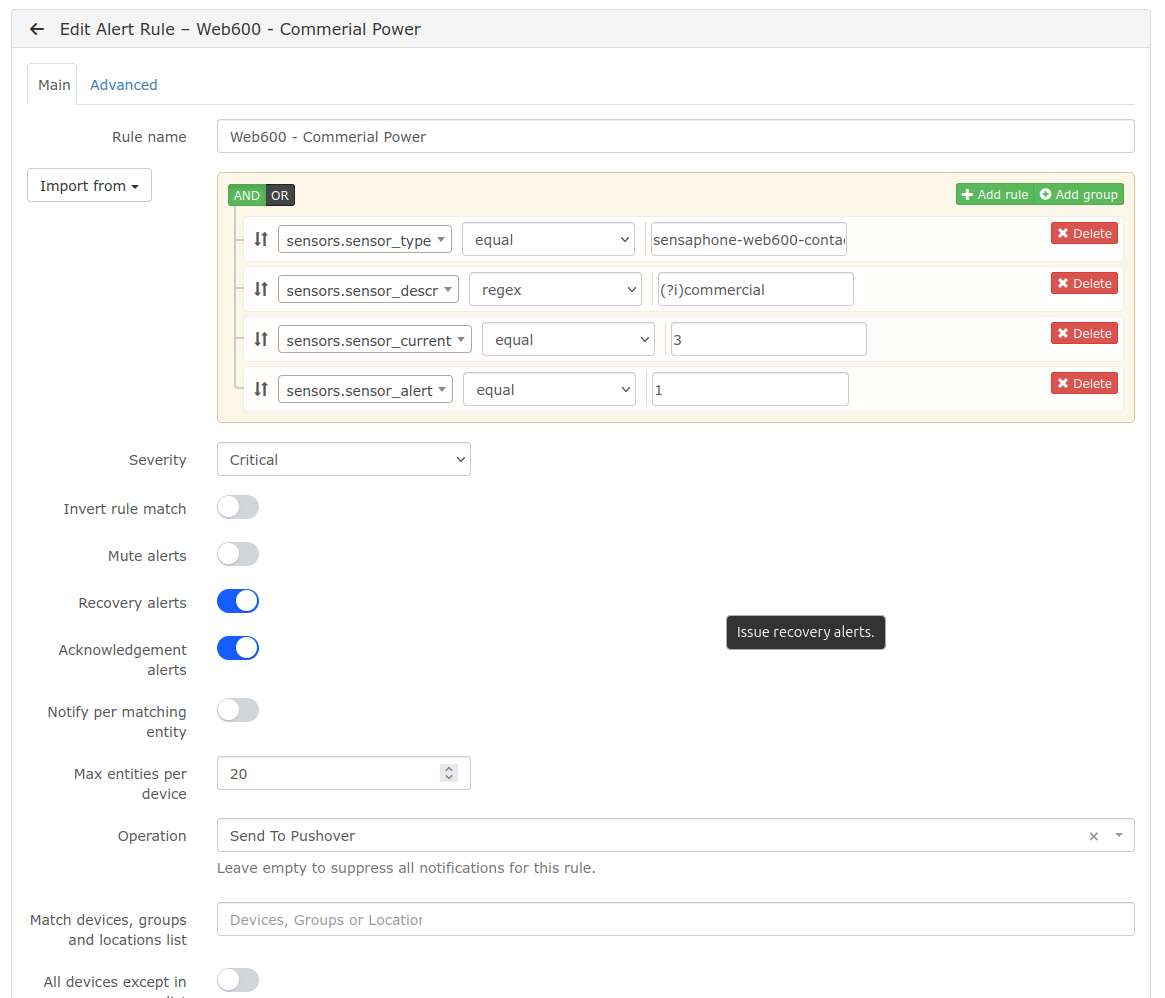 Edit Alert Rule – Web600 - Commerial Power
Main Advanced
Rule name Web600 - Commerial Power
Import from
AND OR Add rule Add group
sensors.sensor_type equal sensaphone-web600-conta Delete
sensors.sensor_descr regex (?i)commercial Delete
sensors.sensor_current equal 3 Delete
sensors.sensor_alert equal 1 Delete
Severity Critical
Invert rule match
Mute alerts
Recovery alerts
Issue recovery alerts.
Acknowledgement
alerts
Notify per matching
entity
Max entities per
device
20
Operation Send To Pushover
Leave empty to suppress all notifications for this rule.
Match devices, groups
and locations list
Devices, Groups or Location
All devices except in